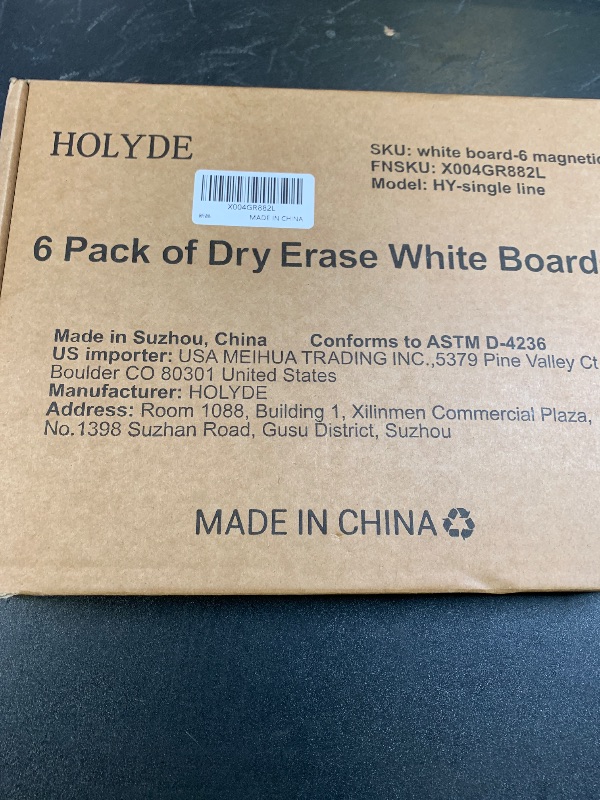 HOLYDE
SKU: white board-6 magnetic
FNSKU: X004GR882L
Model: HY-single line
X004GR882L
MADE IN CHINA
6 Pack of Dry Erase White Board
Made in Suzhou, China Conforms to ASTM D-4236
US importer: USA MEIHUA TRADING INC.,5379 Pine Valley Ct
Boulder CO 80301 United States
Manufacturer: HOLYDE
Address: Room 1088, Building 1, Xilinmen Commercial Plaza,
No.1398 Suzhan Road, Gusu District, Suzhou
MADE IN CHINA